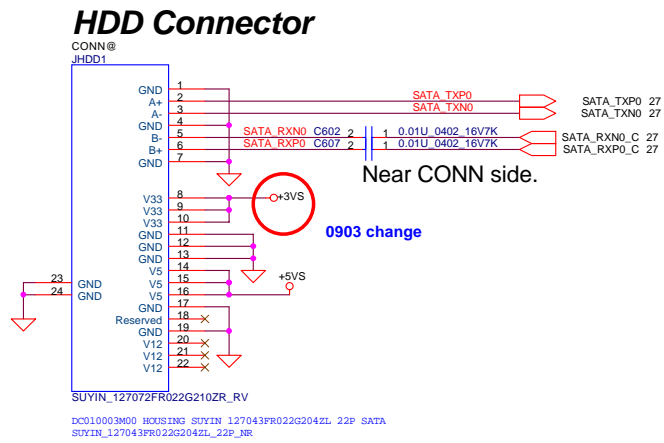 HDD Connector
CONN@
JHDD1
GND 1
A+ 2 SATA_TXP0 SATA_TXP0 27
A- 3 SATA_TXN0 SATA_TXN0 27
GND 4
B- 5 SATA_RXN0 C602 2 1 0.01U_0402_16V7K SATA_RXN0_C 27
B+ 6 SATA_RXP0 C607 2 1 0.01U_0402_16V7K SATA_RXP0_C 27
GND 7
Near CONN side.
V33 8 +3VS
V33 9
V33 10
GND 11 0903 change
GND 12
GND 13
V5 14
V5 15 +5VS
V5 16
23 GND
24 GND
GND 17
Reserved 18
GND 19
V12 20
V12 21
V12 22
SUYIN_127072FR022G210ZR_RV
DC010003M00 HOUSING SUYIN 127043FR022G204ZL 22P SATA
SUYIN_127043FR022G204ZL_22P_NR